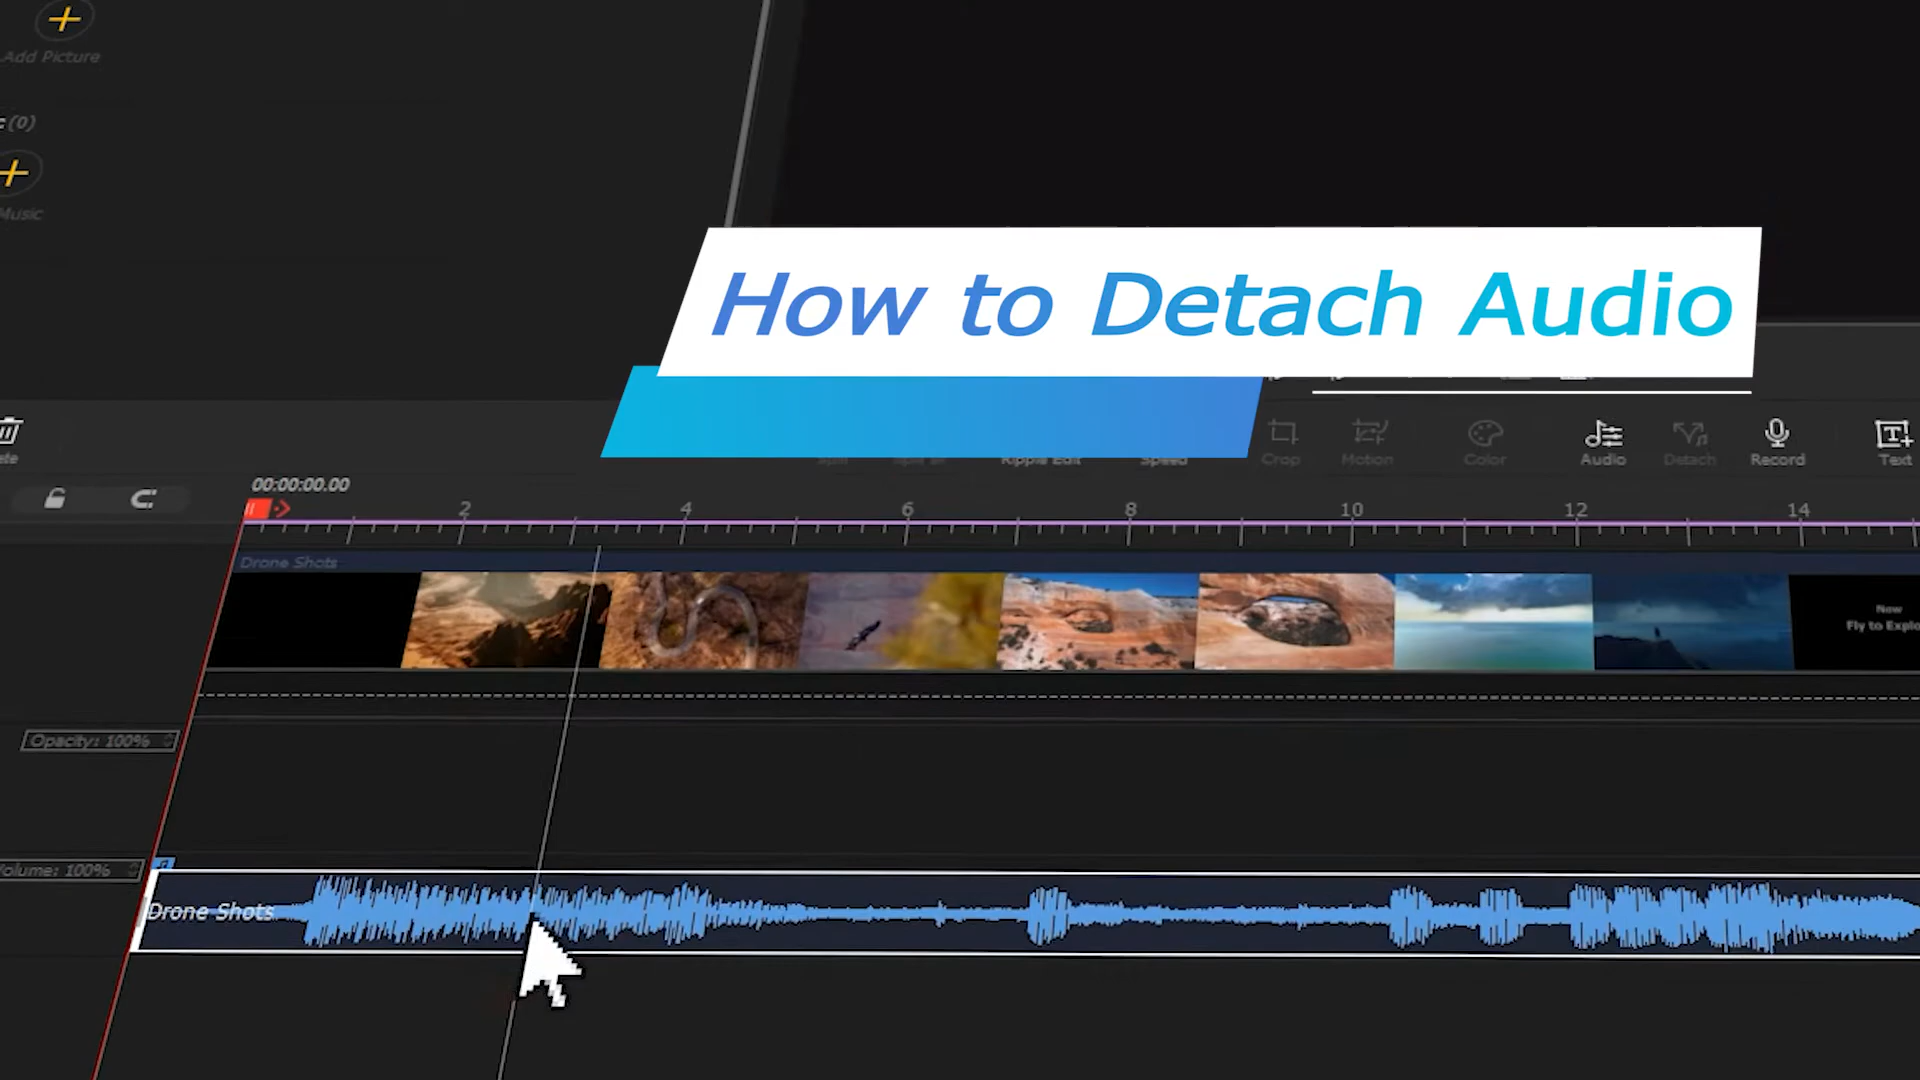 Add Picture
(0)
Music
How to Detach Audio
Ripple Edit
Speed
Crop
Motion
Color
Audio
Detach
Record
Text
00:00:00.00
2
4
6
8
10
12
14
Drone Shots
Now
Fly to Explo
Opacity: 100%
Volume: 100%
Drone Shots